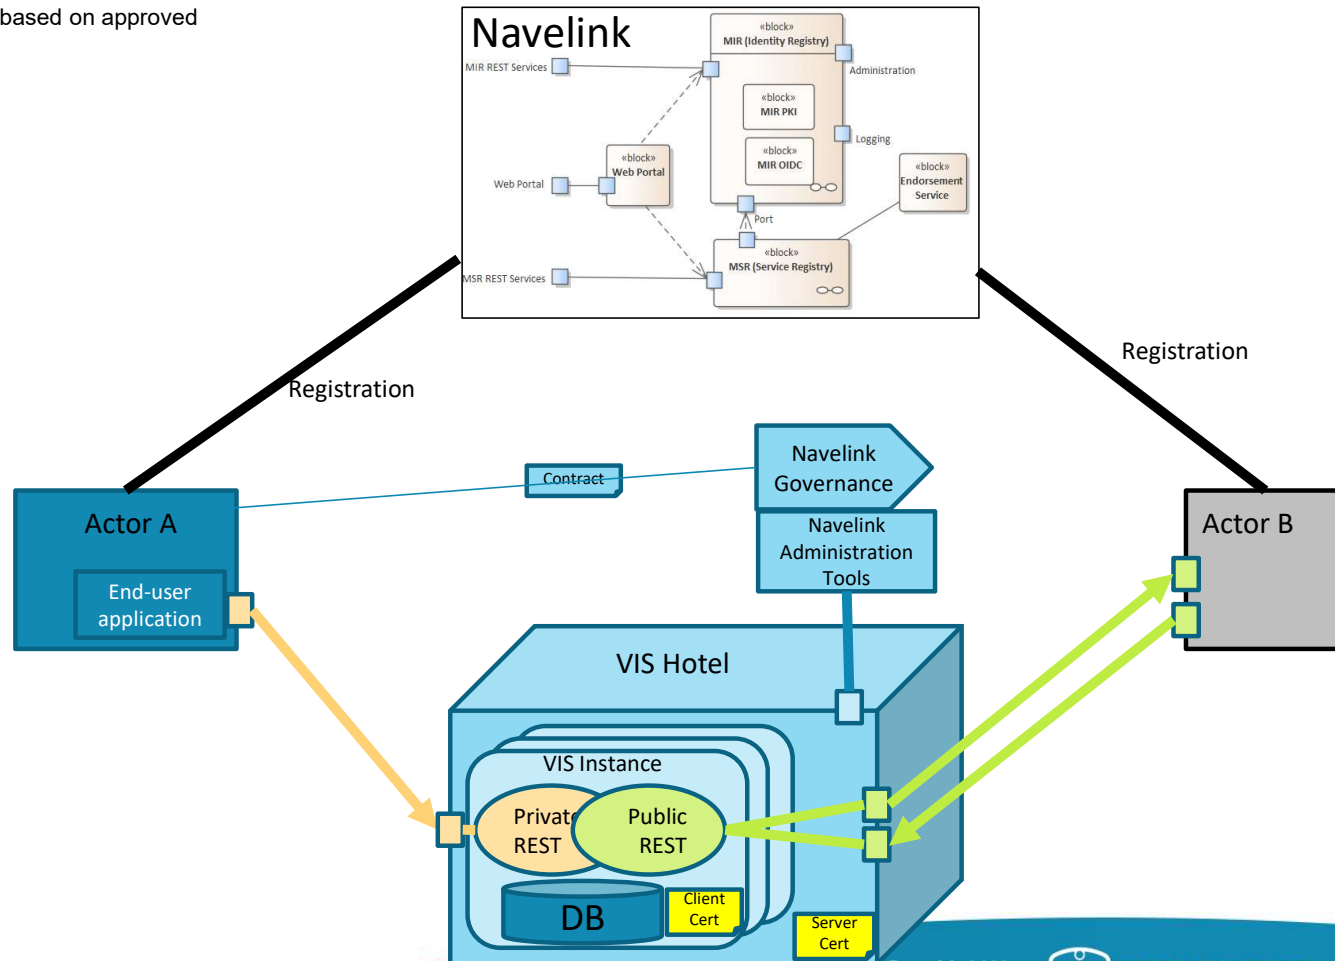 based on approved
Navelink
«block»
MIR (Identity Registry)
MIR REST Services
Administration
«block»
MIR PKI
Logging
«block»
MIR OIDC
«block»
Web Portal
Web Portal
«block»
Endorsement
Service
Port
«block»
MSR (Service Registry)
MSR REST Services
Registration
Registration
Contract
Navelink
Governance
Navelink
Administration
Tools
Actor A
End-user
application
Actor B
VIS Hotel
VIS Instance
Private
REST
Public
REST
DB
Client
Cert
Server
Cert